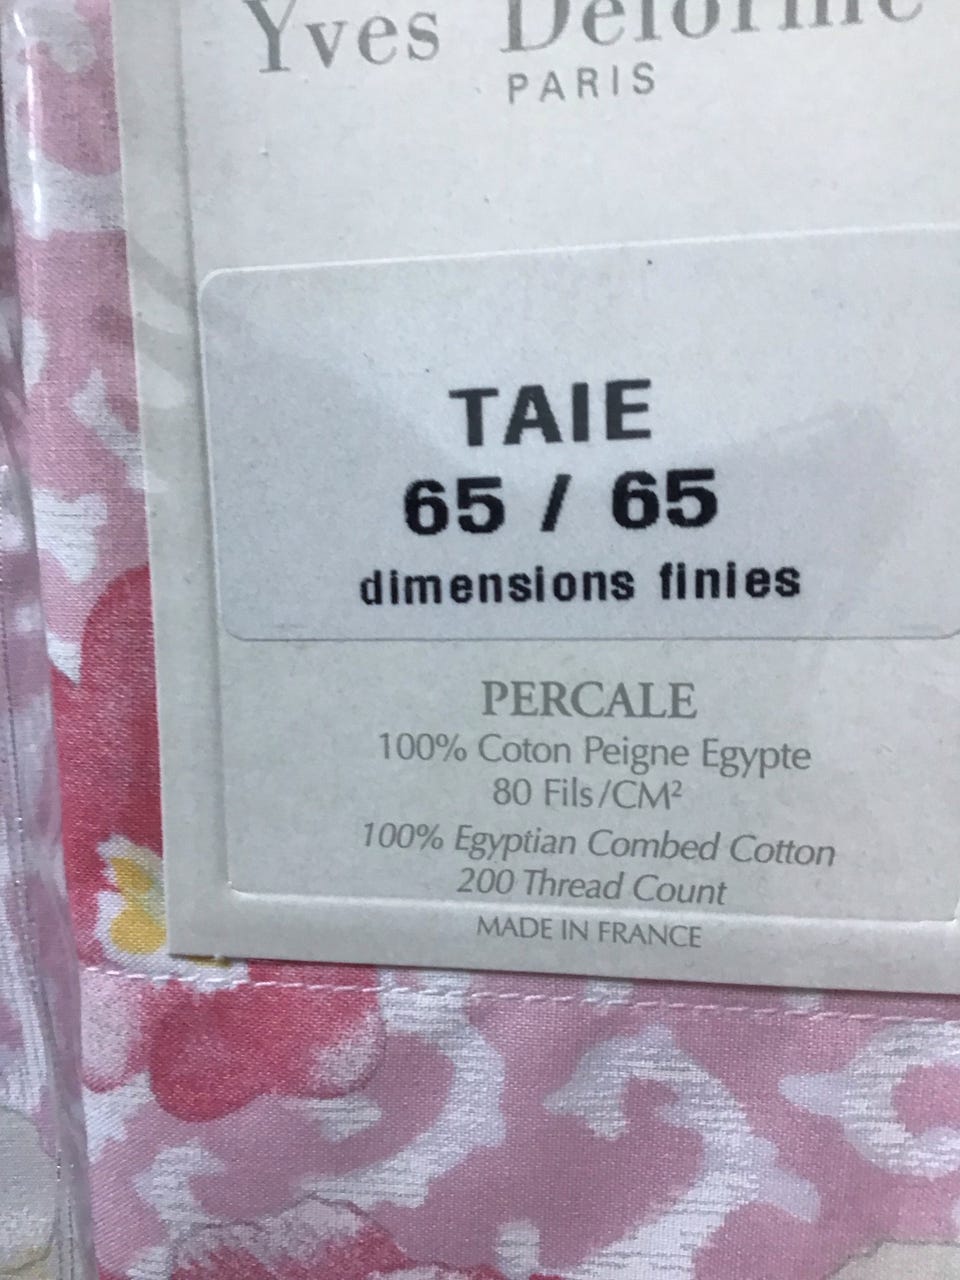 Yves Delorme
PARIS
TAIE
65 / 65
dimensions finies
PERCALE
100% Coton Peigne Egypte
80 Fils/CM²
100% Egyptian Combed Cotton
200 Thread Count
MADE IN FRANCE